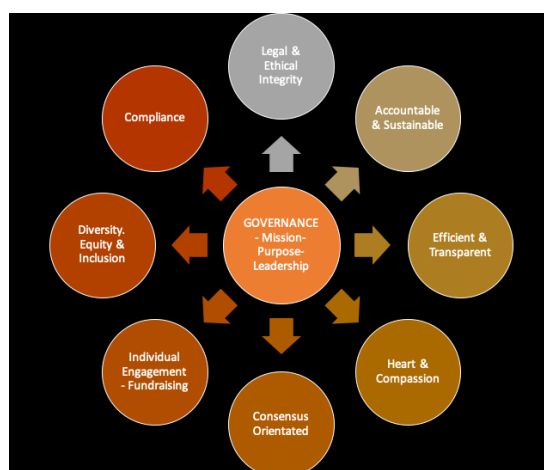 Legal &
Ethical
Integrity
Accountable
& Sustainable
Efficient &
Transparent
Heart &
Compassion
Consensus
Orientated
Individual
Engagement
- Fundraising
Diversity.
Equity &
Inclusion
Compliance
GOVERNANCE
- Mission-
Purpose-
Leadership